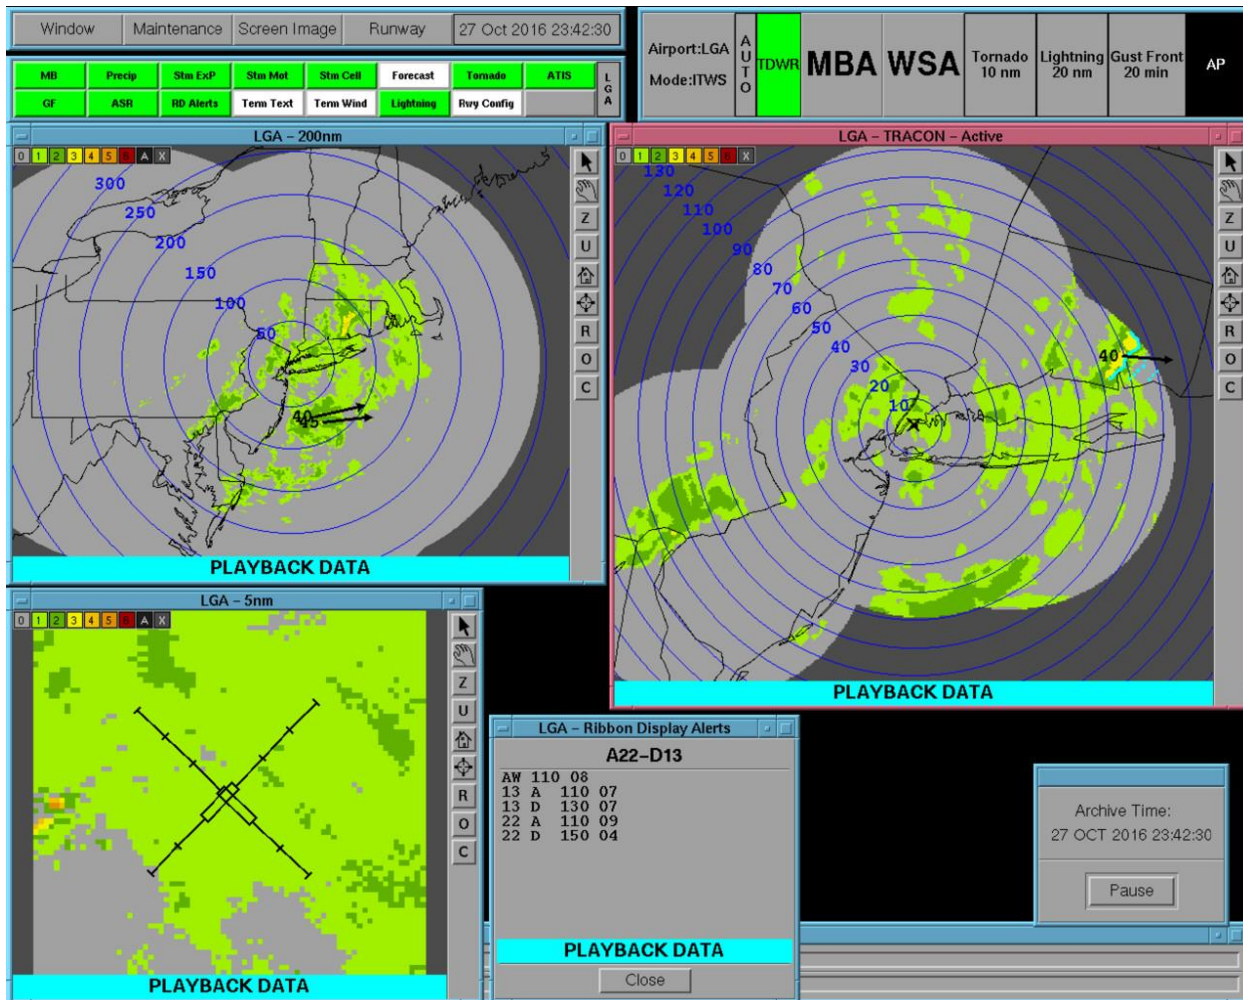 Window Maintenance Screen Image Runway 27 Oct 2016 23:42:30
MB Precip Stm ExP Stm Mot Stm Cell Forecast Tornado ATIS
GF ASR RD Alerts Term Text Term Wind Lightning Rwy Config
LGA
Airport:LGA
Mode:ITWS
AUTO
TDWR
MBA
WSA
Tornado
10 nm
Lightning
20 nm
Gust Front
20 min
AP
LGA – 200nm
0 1 2 3 4 5 6 A X
300
250
200
150
100
50
40
45
Z
U
R
O
C
PLAYBACK DATA
LGA – TRACON – Active
0 1 2 3 4 5 6 X
130
120
110
100
90
80
70
60
50
40
30
20
10
40
Z
U
R
O
C
PLAYBACK DATA
LGA – 5nm
0 1 2 3 4 5 6 A X
Z
U
R
O
C
PLAYBACK DATA
LGA – Ribbon Display Alerts
A22–D13
AW 110 08
13 A 110 07
13 D 130 07
22 A 110 09
22 D 150 04
PLAYBACK DATA
Close
Archive Time:
27 OCT 2016 23:42:30
Pause